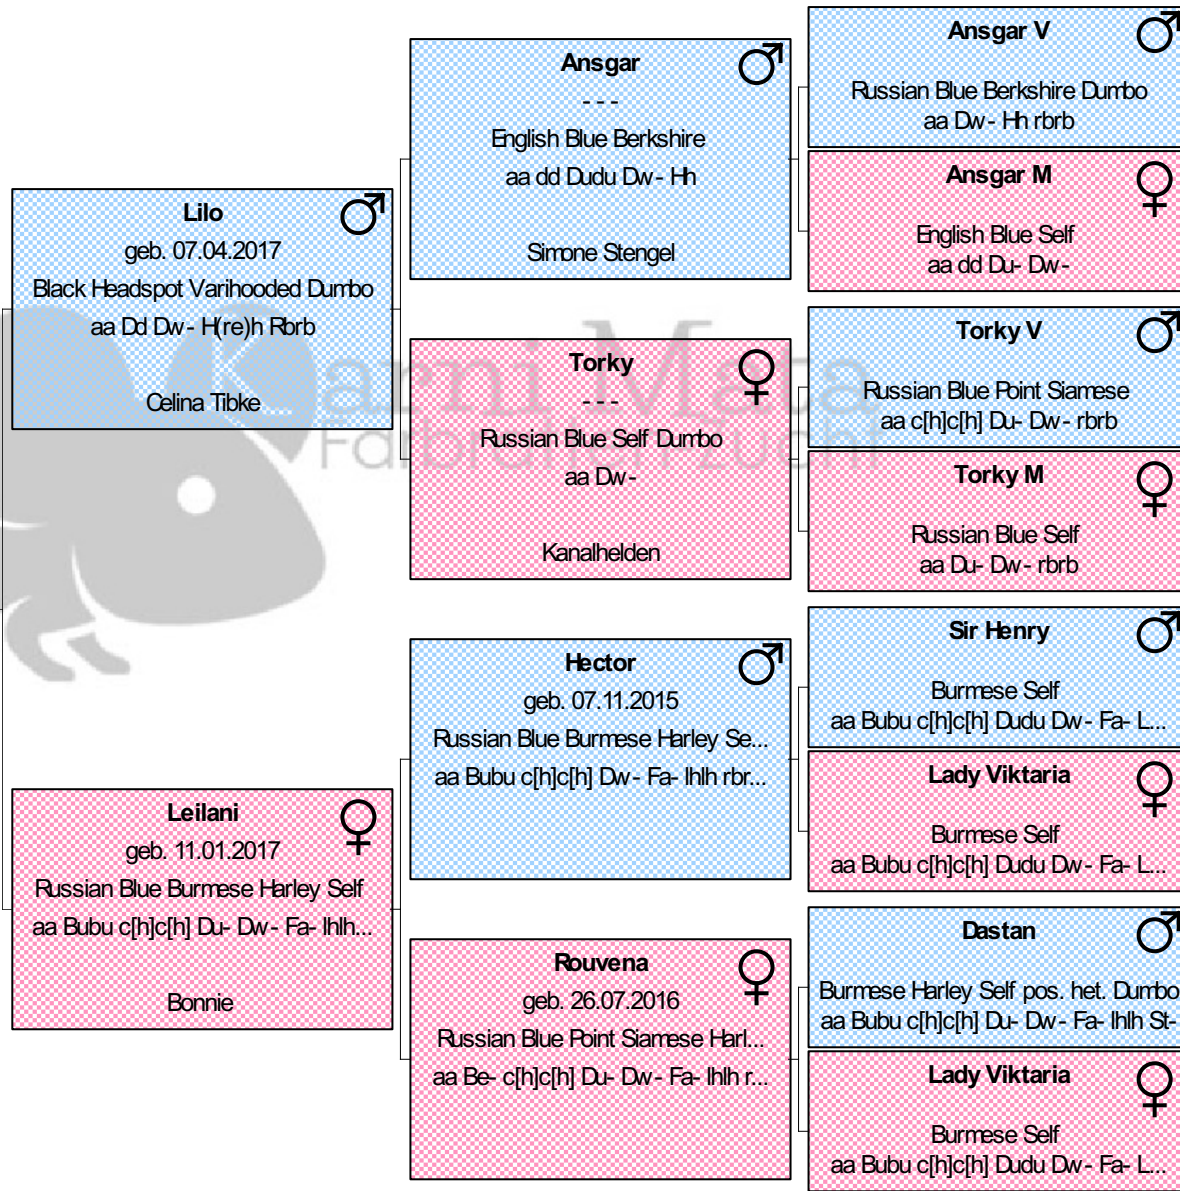 Lilo
geb. 07.04.2017
Black Headspot Varihooded Dumbo
aa Dd Dw- H(re)h Rbrb
Celina Tibke
Leilani
geb. 11.01.2017
Russian Blue Burmese Harley Self
aa Bubu c[h]c[h] Du- Dw- Fa- lhlh...
Bonnie
Ansgar
- - -
English Blue Berkshire
aa dd Dudu Dw- Hh
Simone Stengel
Torky
- - -
Russian Blue Self Dumbo
aa Dw-
Kanalhelden
Hector
geb. 07.11.2015
Russian Blue Burmese Harley Se...
aa Bubu c[h]c[h] Dw- Fa- lhlh rbr...
Rouvena
geb. 26.07.2016
Russian Blue Point Siamese Harl...
aa Be- c[h]c[h] Du- Dw- Fa- lhlh r...
Ansgar V
Russian Blue Berkshire Dumbo
aa Dw- Hh rbrb
Ansgar M
English Blue Self
aa dd Du- Dw-
Torky V
Russian Blue Point Siamese
aa c[h]c[h] Du- Dw- rbrb
Torky M
Russian Blue Self
aa Du- Dw- rbrb
Sir Henry
Burmese Self
aa Bubu c[h]c[h] Dudu Dw- Fa- L...
Lady Viktaria
Burmese Self
aa Bubu c[h]c[h] Dudu Dw- Fa- L...
Dastan
Burmese Harley Self pos. het. Dumbo
aa Bubu c[h]c[h] Du- Dw- Fa- lhlh St-
Lady Viktaria
Burmese Self
aa Bubu c[h]c[h] Dudu Dw- Fa- L...
Karni Mata
Farbrattenzucht